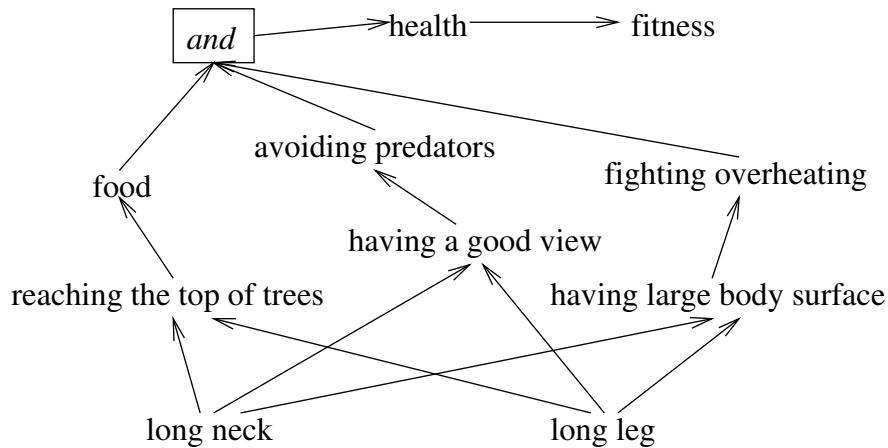 and
health
fitness
avoiding predators
food
fighting overheating
having a good view
reaching the top of trees
having large body surface
long neck
long leg